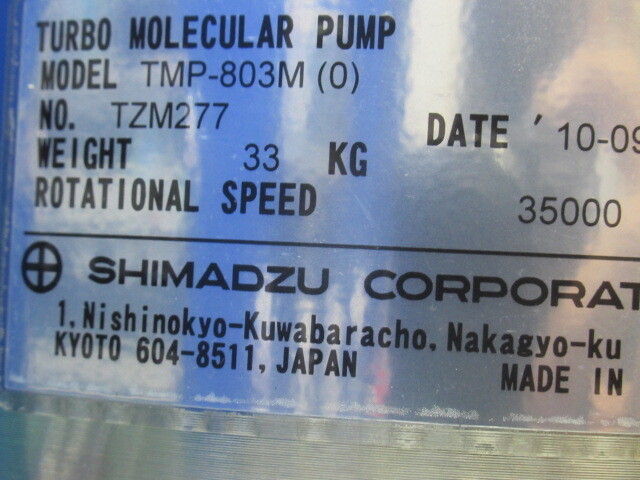 TURBO MOLECULAR PUMP
MODEL TMP-803M (0)
NO. TZM277
DATE ' 10-09
WEIGHT 33 KG
ROTATIONAL SPEED 35000
SHIMADZU CORPORAT
1, Nishinokyo-Kuwabaracho, Nakagyo-ku
KYOTO 604-8511, JAPAN
MADE IN